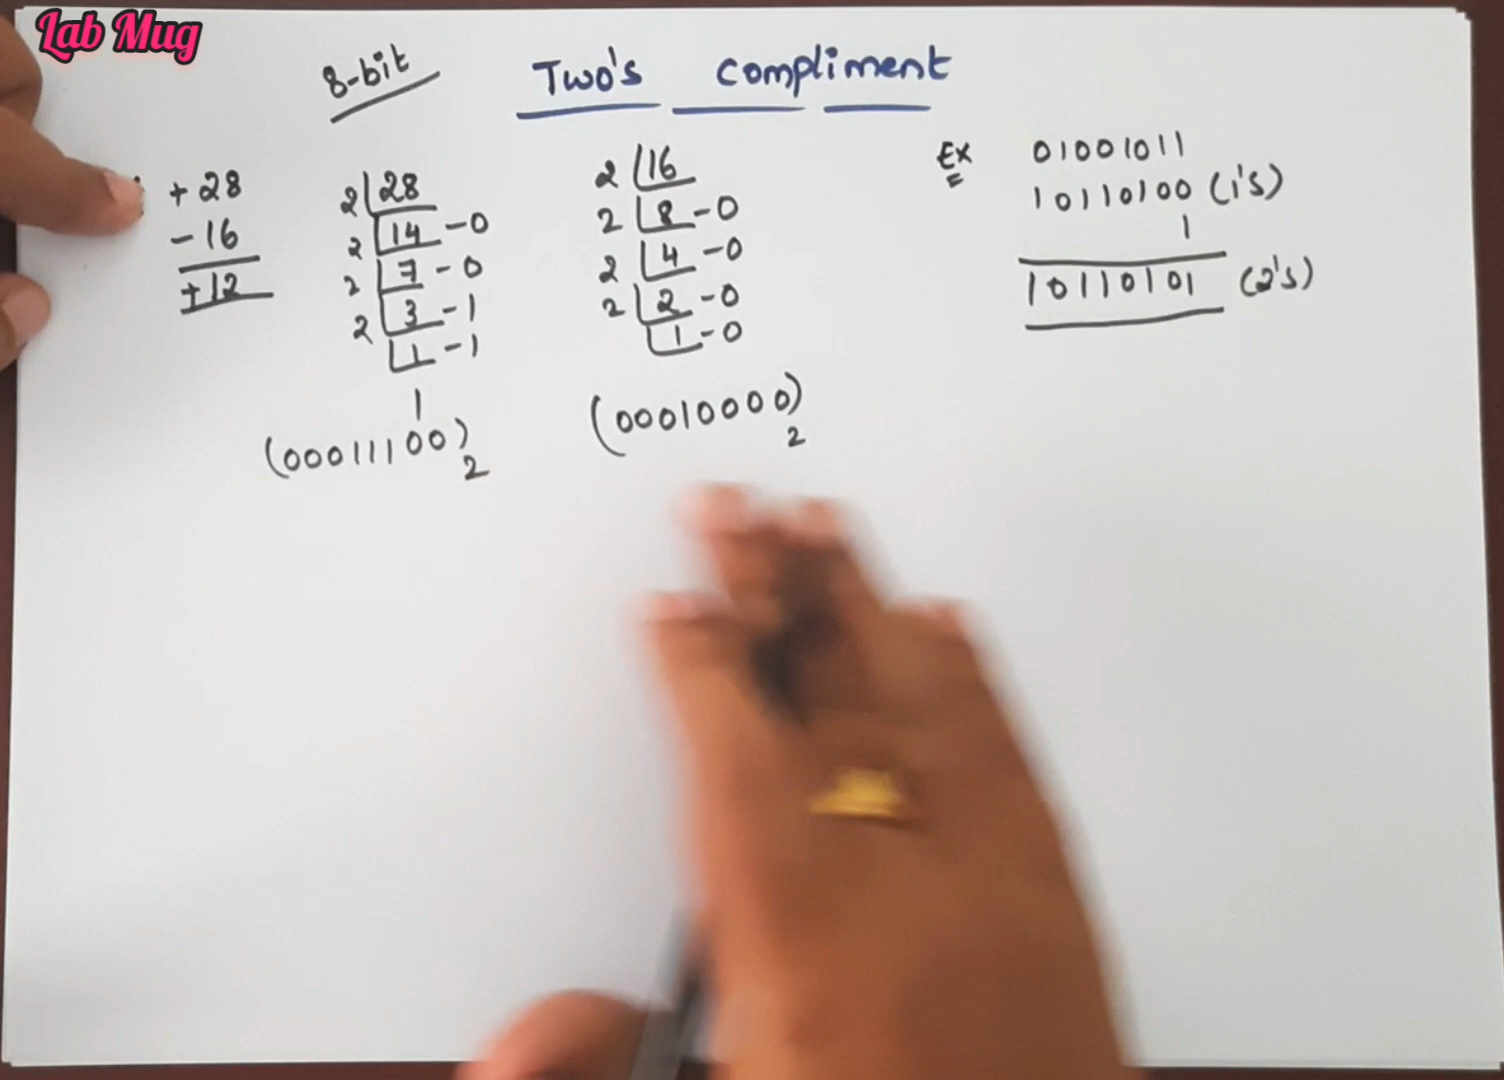 Lab Mug
8-bit Two's compliment
+28
-16
+12
2 28
2 14 -0
2 7 -0
2 3 -1
1 -1
1
(00011100)2
2 16
2 8 -0
2 4 -0
2 2 -0
1 -0
(00010000)2
Ex 01001011
10110100 (1's)
1
10110101 (2's)